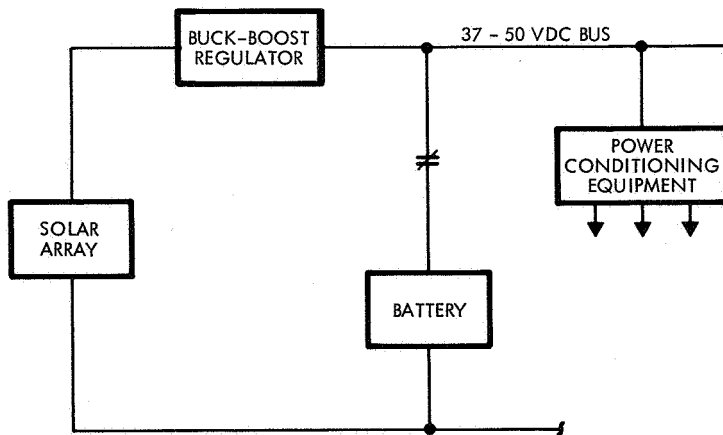 BUCK-BOOST
REGULATOR
37 - 50 VDC BUS
POWER
CONDITIONING
EQUIPMENT
SOLAR
ARRAY
BATTERY